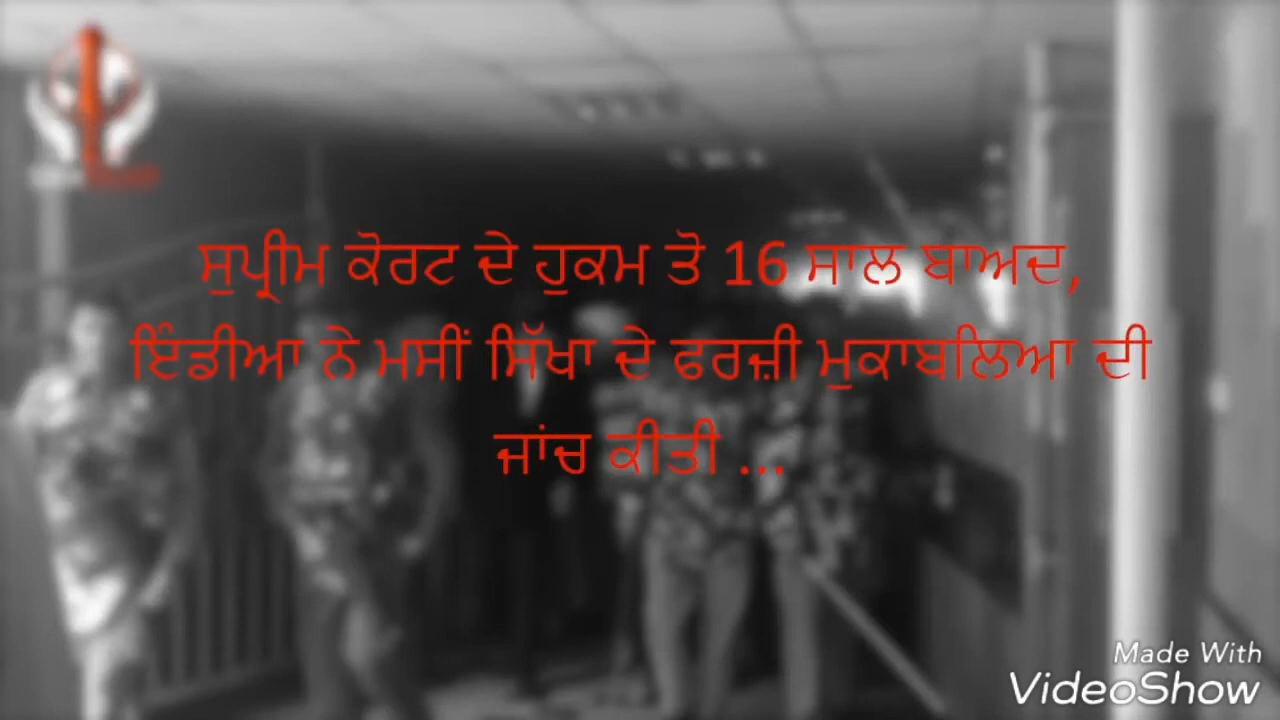 ਸੁਪ੍ਰੀਮ ਕੋਰਟ ਦੇ ਹੁਕਮ ਤੋ 16 ਸਾਲ ਬਾਅਦ,
ਇੰਡੀਆ ਨੇ ਮਸੀਂ ਸਿੱਖਾ ਦੇ ਫਰਜ਼ੀ ਮੁਕਾਬਲਿਆ ਦੀ
ਜਾਂਚ ਕੀਤੀ ...
Made With
VideoShow